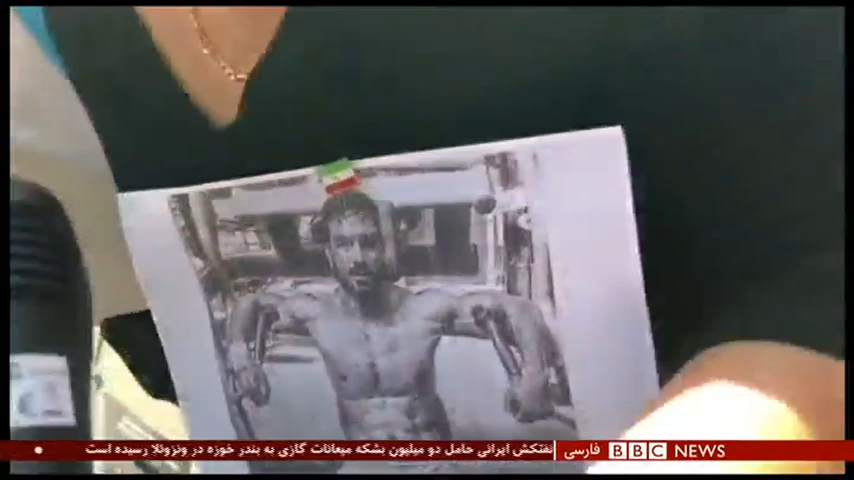 نفتکش ایرانی حامل دو میلیون بشکه میعانات گازی به بندر خوزه در ونزوئلا رسیده است
فارسی BBC NEWS